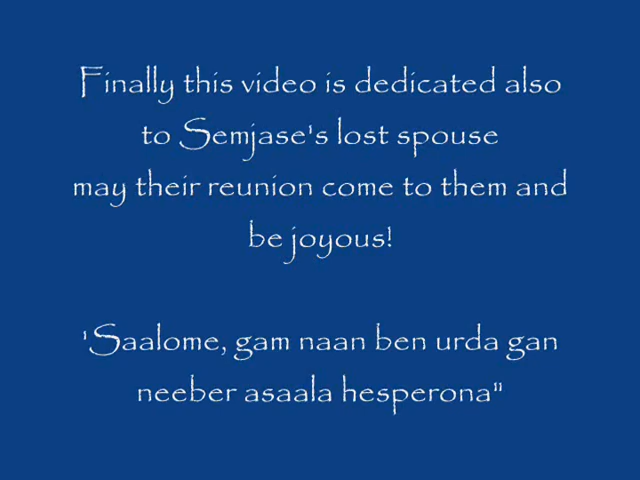 Finally this video is dedicated also
to Semjase's lost spouse
may their reunion come to them and
be joyous!
'Saalome, gam naan ben urda gan
neeber asaala hesperona"